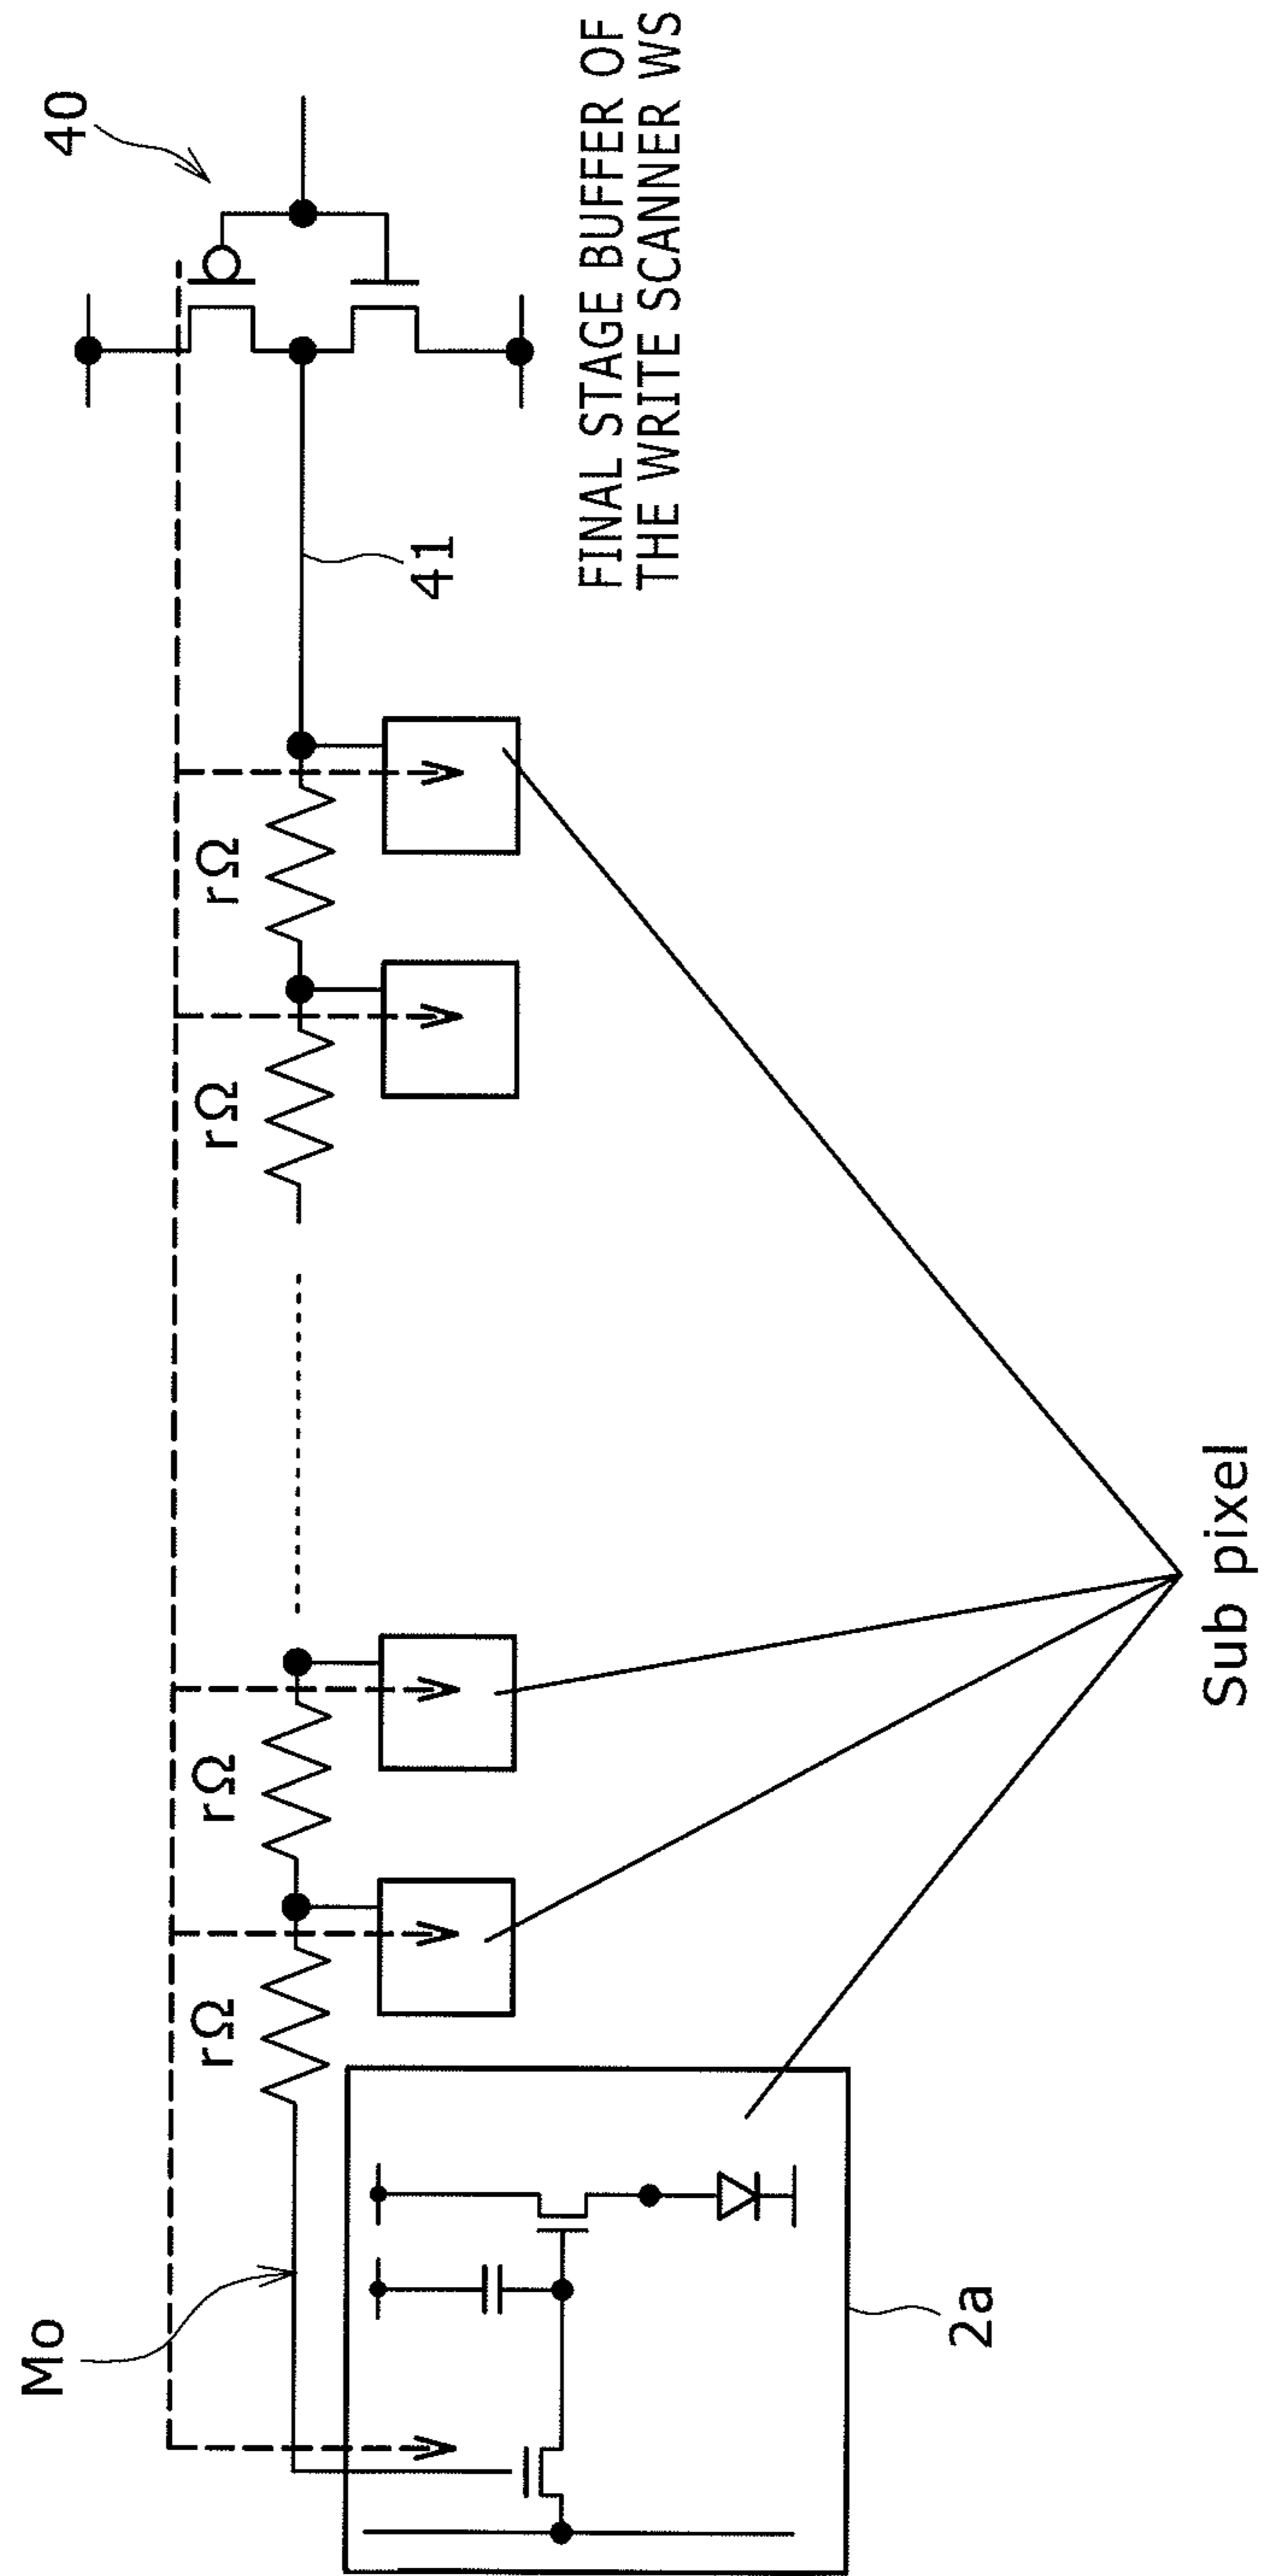 Mo
rΩ
rΩ
rΩ
rΩ
40
41
2a
FINAL STAGE BUFFER OF
THE WRITE SCANNER WS
Sub pixel